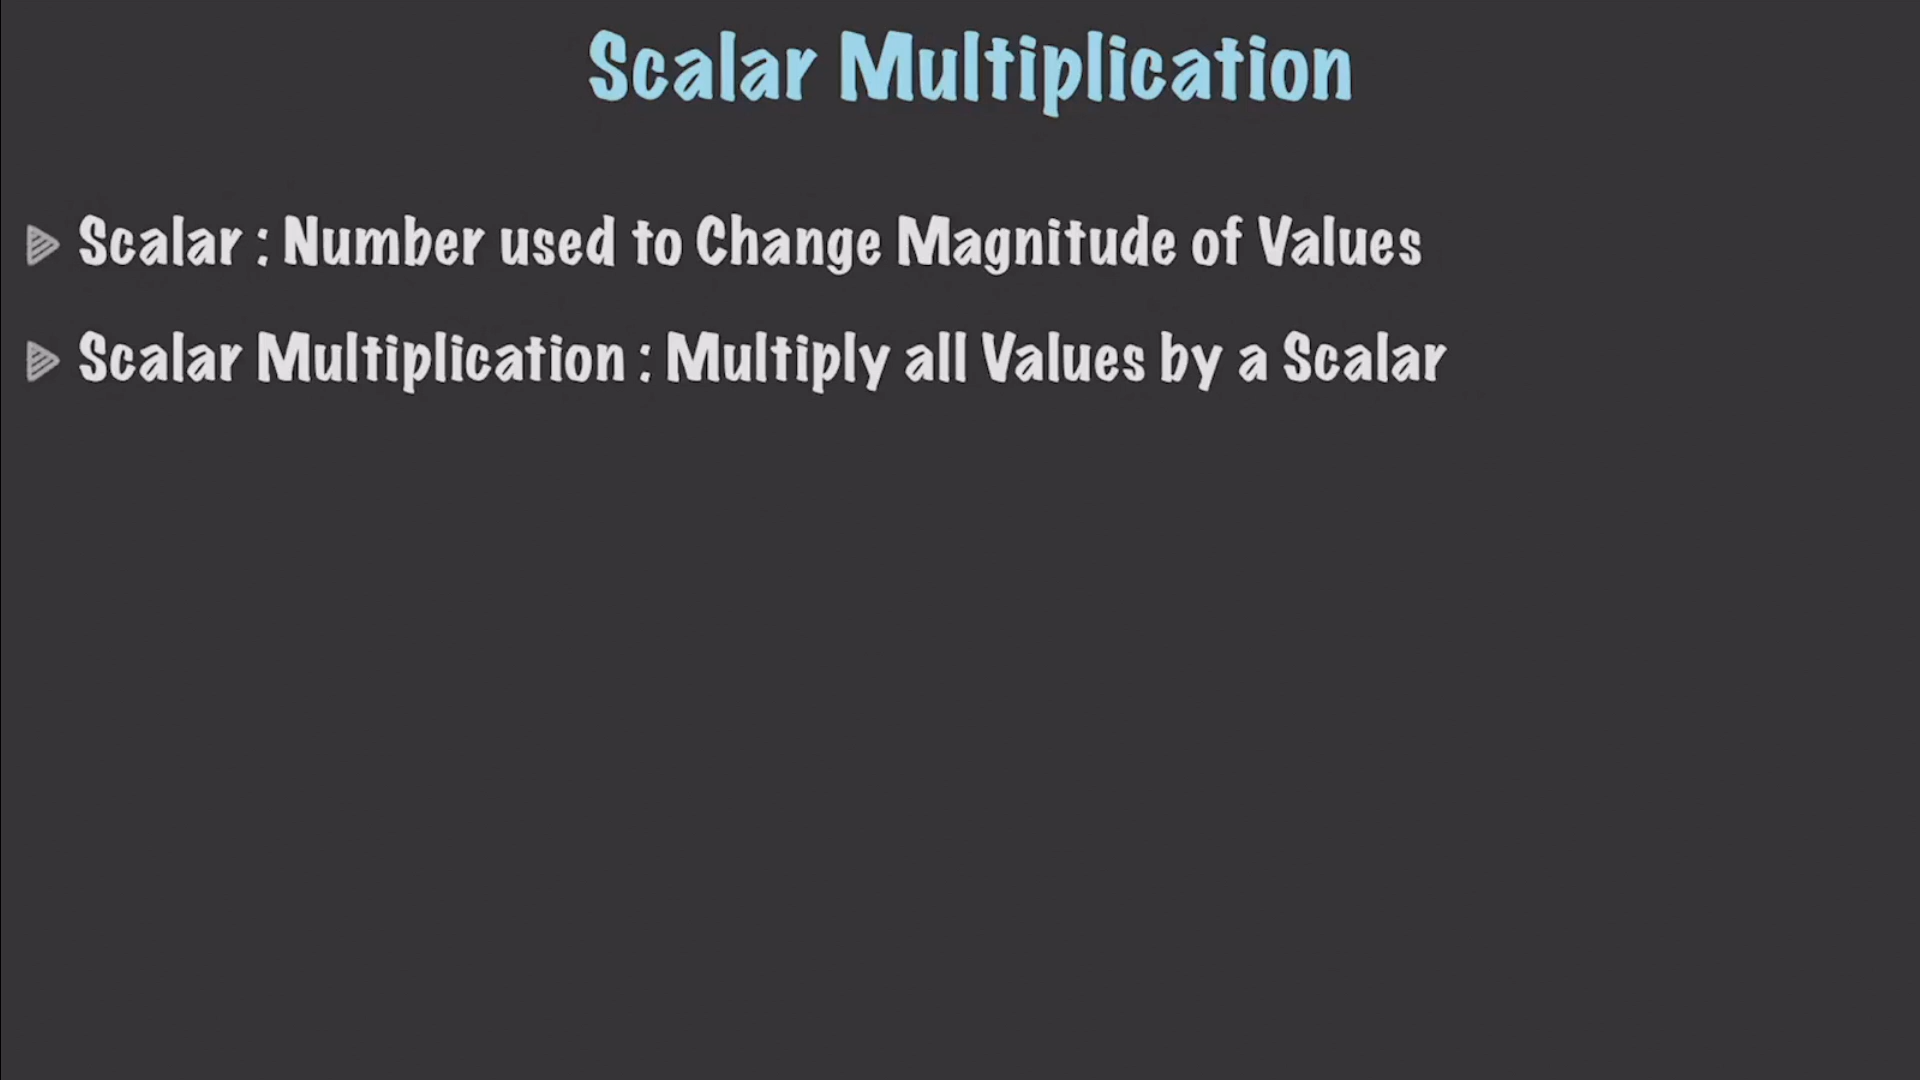 Scalar Multiplication
Scalar : Number used to Change Magnitude of Values
Scalar Multiplication : Multiply all Values by a Scalar